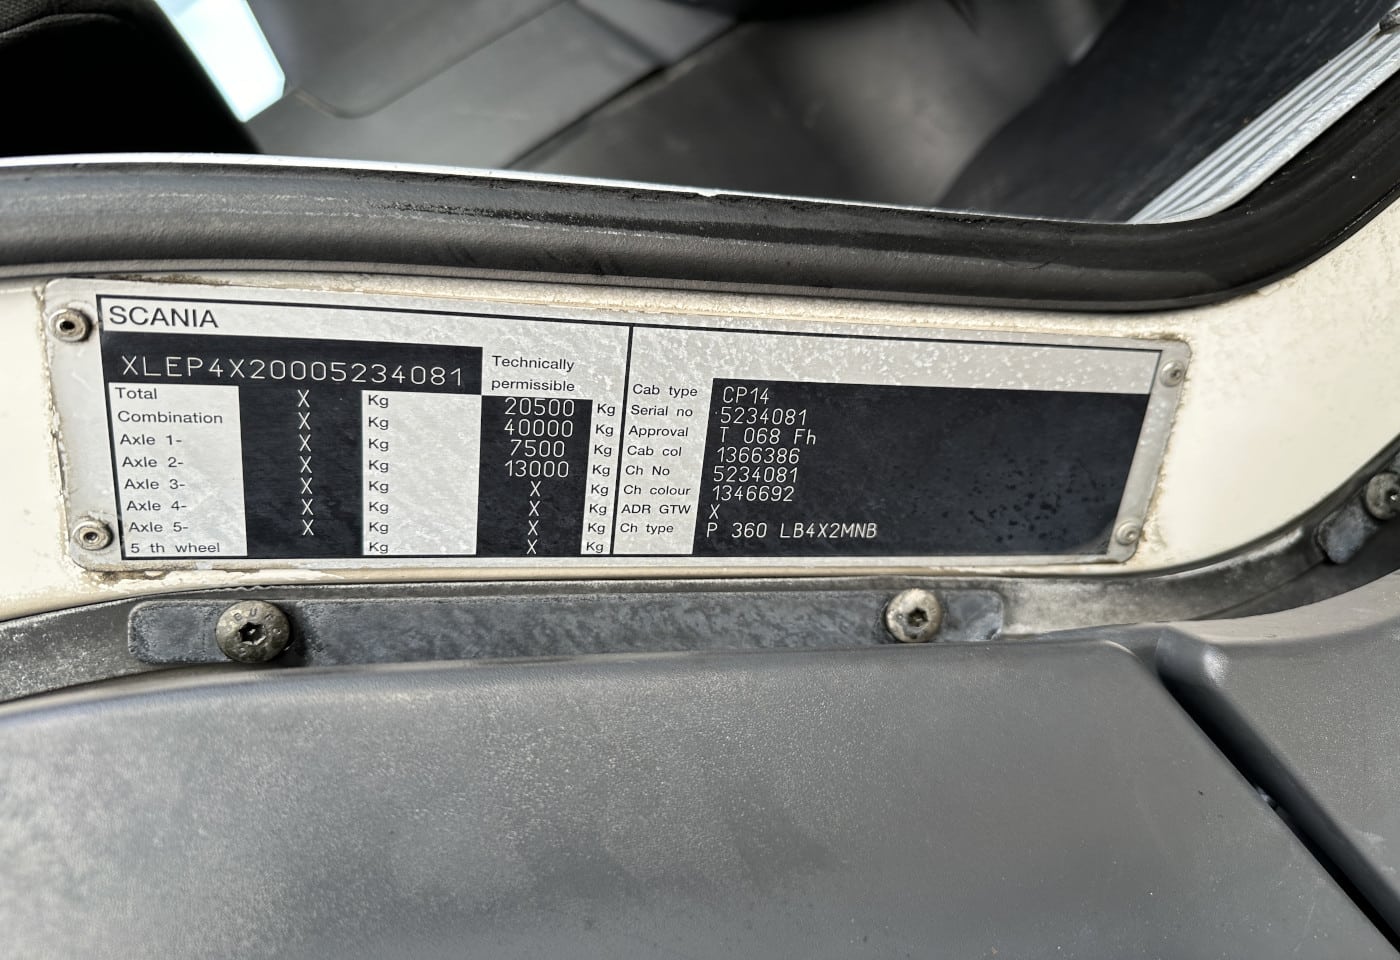 SCANIA
XLEP4X20005234081
Technically
permissible
Total X Kg 20500 Kg
Combination X Kg 40000 Kg
Axle 1- X Kg 7500 Kg
Axle 2- X Kg 13000 Kg
Axle 3- X Kg X Kg
Axle 4- X Kg X Kg
Axle 5- X Kg X Kg
5 th wheel Kg X Kg
Cab type CP14
Serial no 5234081
Approval T 068 Fh
Cab col 1366386
Ch No 5234081
Ch colour 1346692
ADR GTW X
Ch type P 360 LB4X2MNB